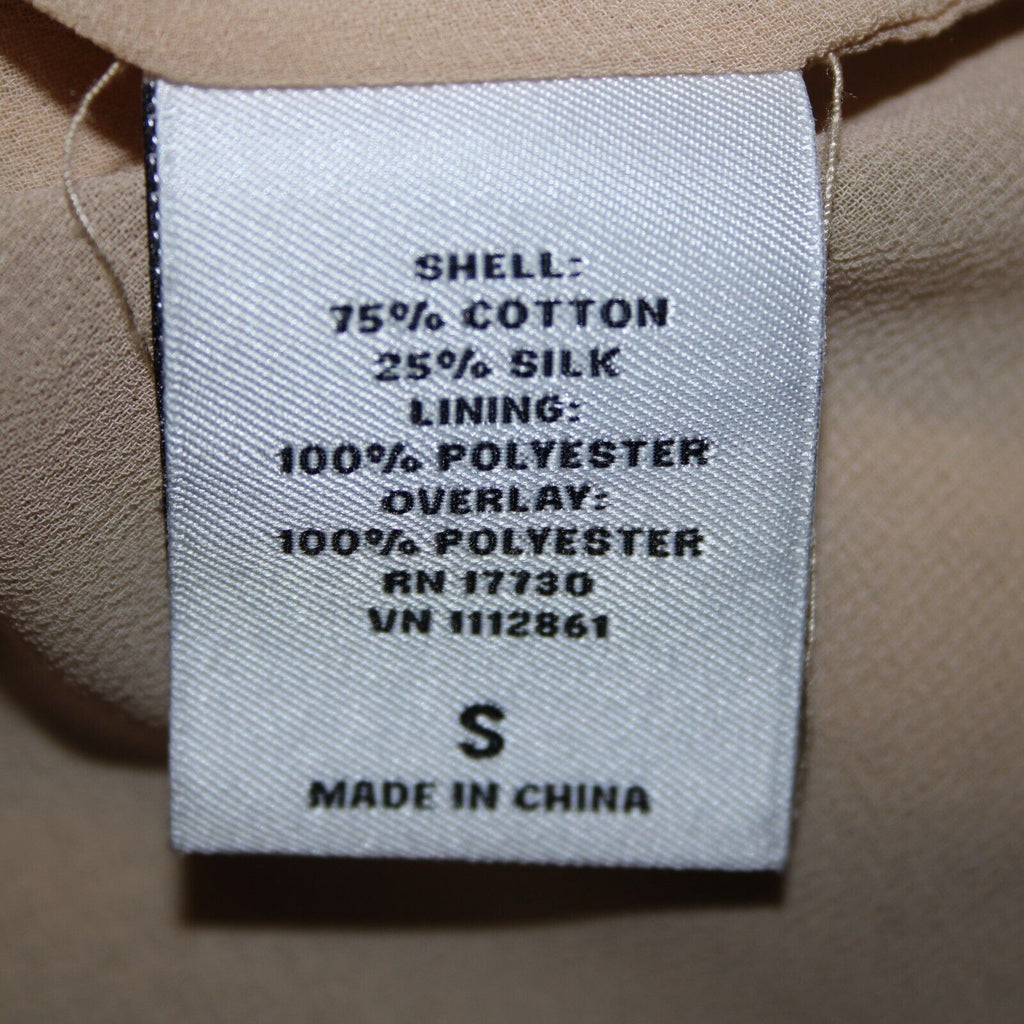 SHELL:
75% COTTON
25% SILK
LINING:
100% POLYESTER
OVERLAY:
100% POLYESTER
RN 17730
VN 1112861
S
MADE IN CHINA